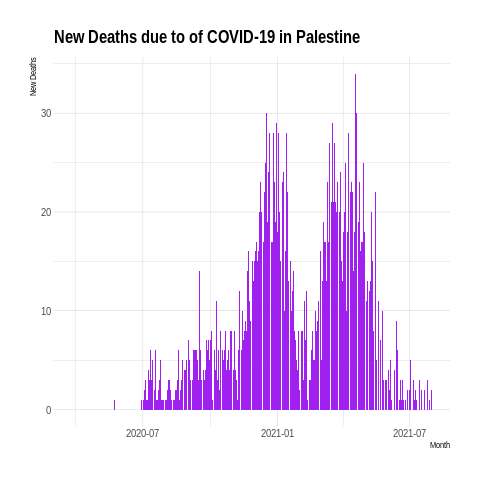 New Deaths due to of COVID-19 in Palestine
New Deaths
30
20
10
0
2020-07
2021-01
2021-07
Month